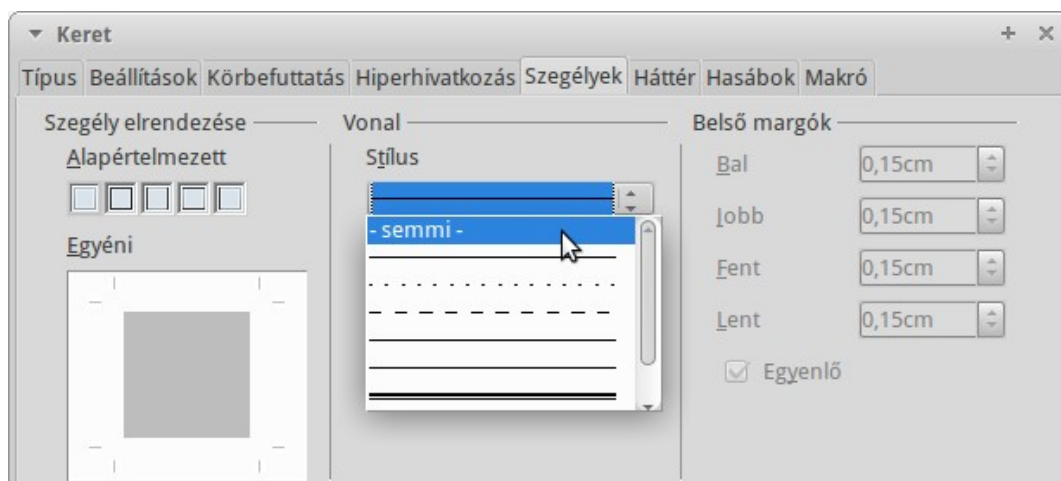 Keret
Típus Beállítások Körbefuttatás Hiperhivatkozás Szegélyek Háttér Hasábok Makró
Szegély elrendezése
Alapértelmezett
Egyéni
Vonal
Stílus
- semmi -
Belső margók
Bal 0,15cm
Jobb 0,15cm
Fent 0,15cm
Lent 0,15cm
Egyenlő